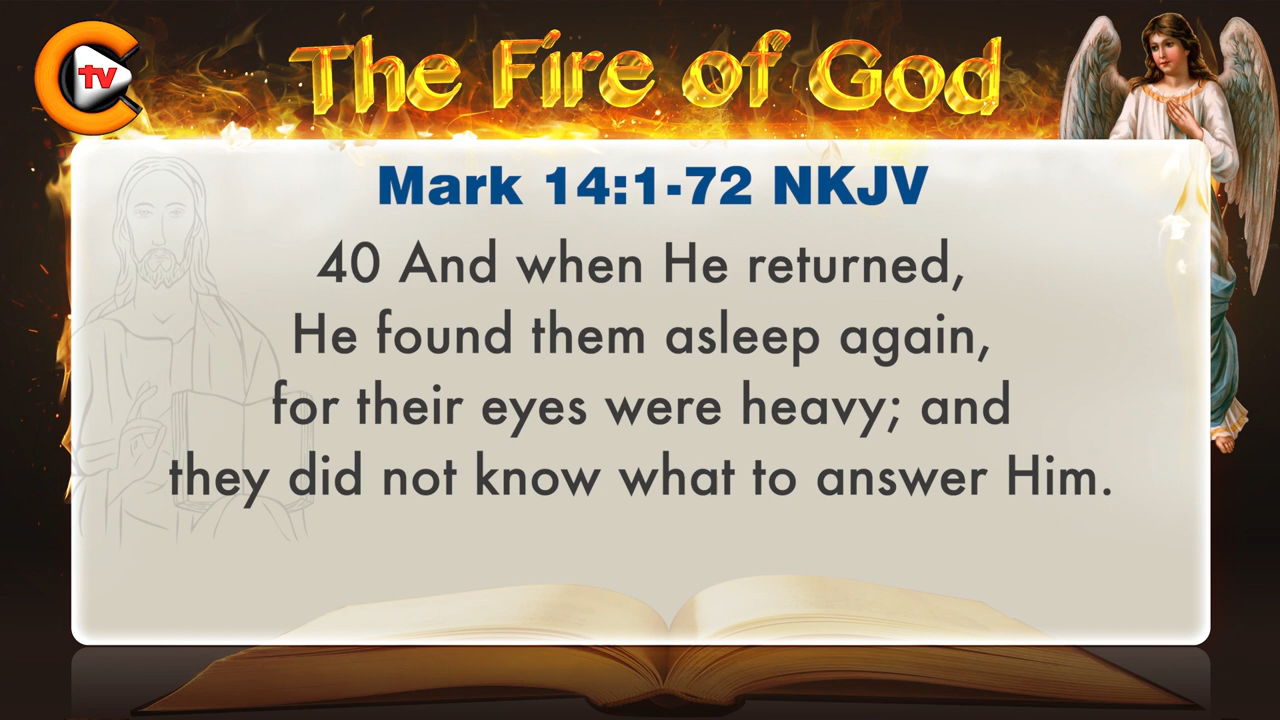 C tv
The Fire of God
Mark 14:1-72 NKJV
40 And when He returned,
He found them asleep again,
for their eyes were heavy; and
they did not know what to answer Him.